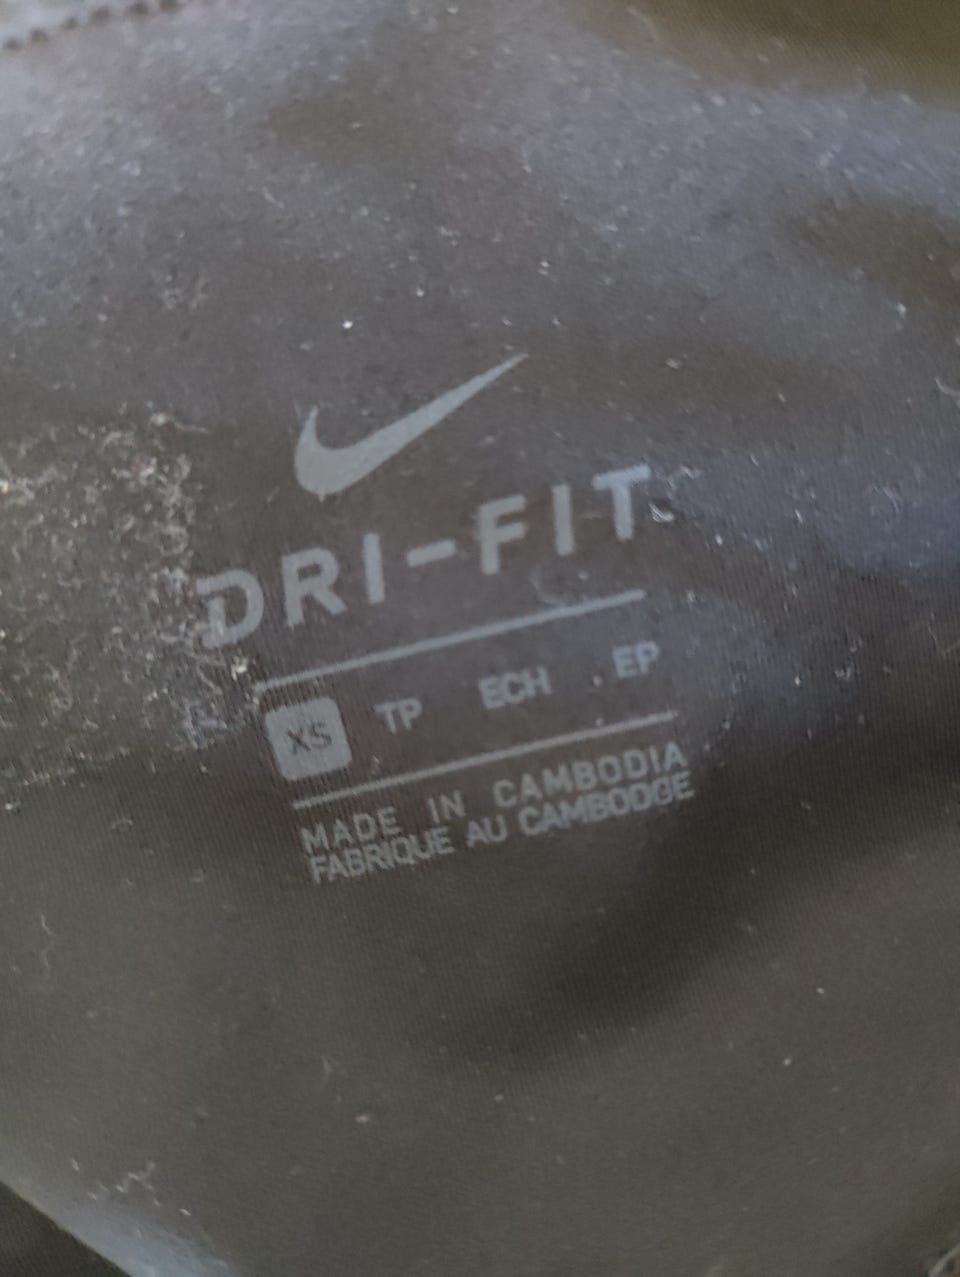 DRI-FIT
XS TP ECH EP
MADE IN CAMBODIA
FABRIQUE AU CAMBODGE